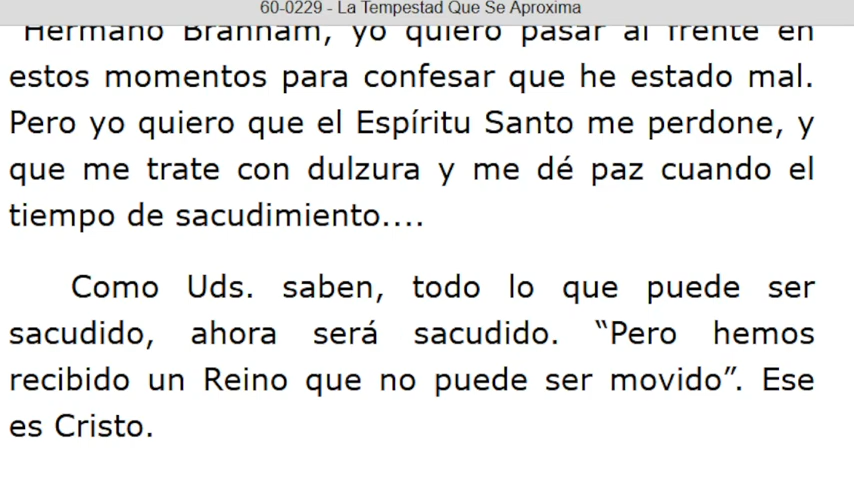 60-0229 - La Tempestad Que Se Aproxima
Hermano Branham, yo quiero pasar al frente en
estos momentos para confesar que he estado mal.
Pero yo quiero que el Espíritu Santo me perdone, y
que me trate con dulzura y me dé paz cuando el
tiempo de sacudimiento....
Como Uds. saben, todo lo que puede ser
sacudido, ahora será sacudido. “Pero hemos
recibido un Reino que no puede ser movido”. Ese
es Cristo.